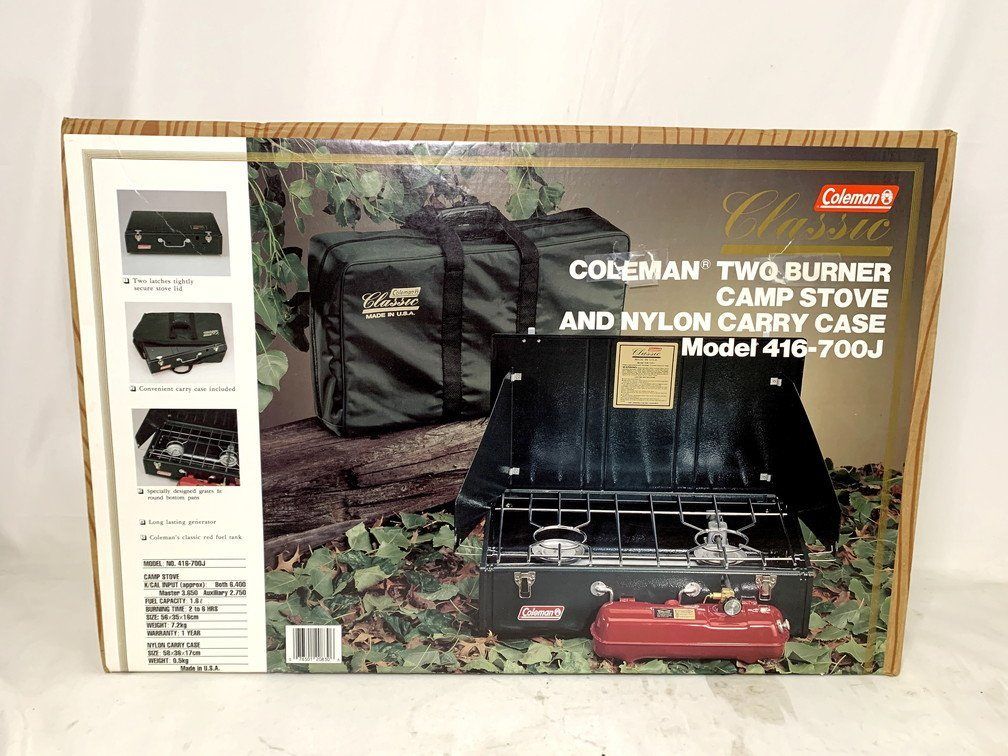 Coleman
Classic
COLEMAN® TWO BURNER
CAMP STOVE
AND NYLON CARRY CASE
Model 416-700J
Coleman
Classic
MADE IN U.S.A.
Two latches tightly
secure stove lid
Convenient carry case included
Specially designed grates fit
round bottom pans
Long lasting generator
Coleman's classic red fuel tank
MODEL NO. 416-700J
CAMP STOVE
K/CAL INPUT (approx): Both 6.400
Master 3.650 Auxiliary 2.750
FUEL CAPACITY: 1.6ℓ
BURNING TIME: 2 to 6 HRS
SIZE: 56×35×16cm
WEIGHT: 7.2kg
WARRANTY: 1 YEAR
NYLON CARRY CASE
SIZE: 58×36×17cm
WEIGHT: 0.5kg
Made in U.S.A.
Classic
Coleman